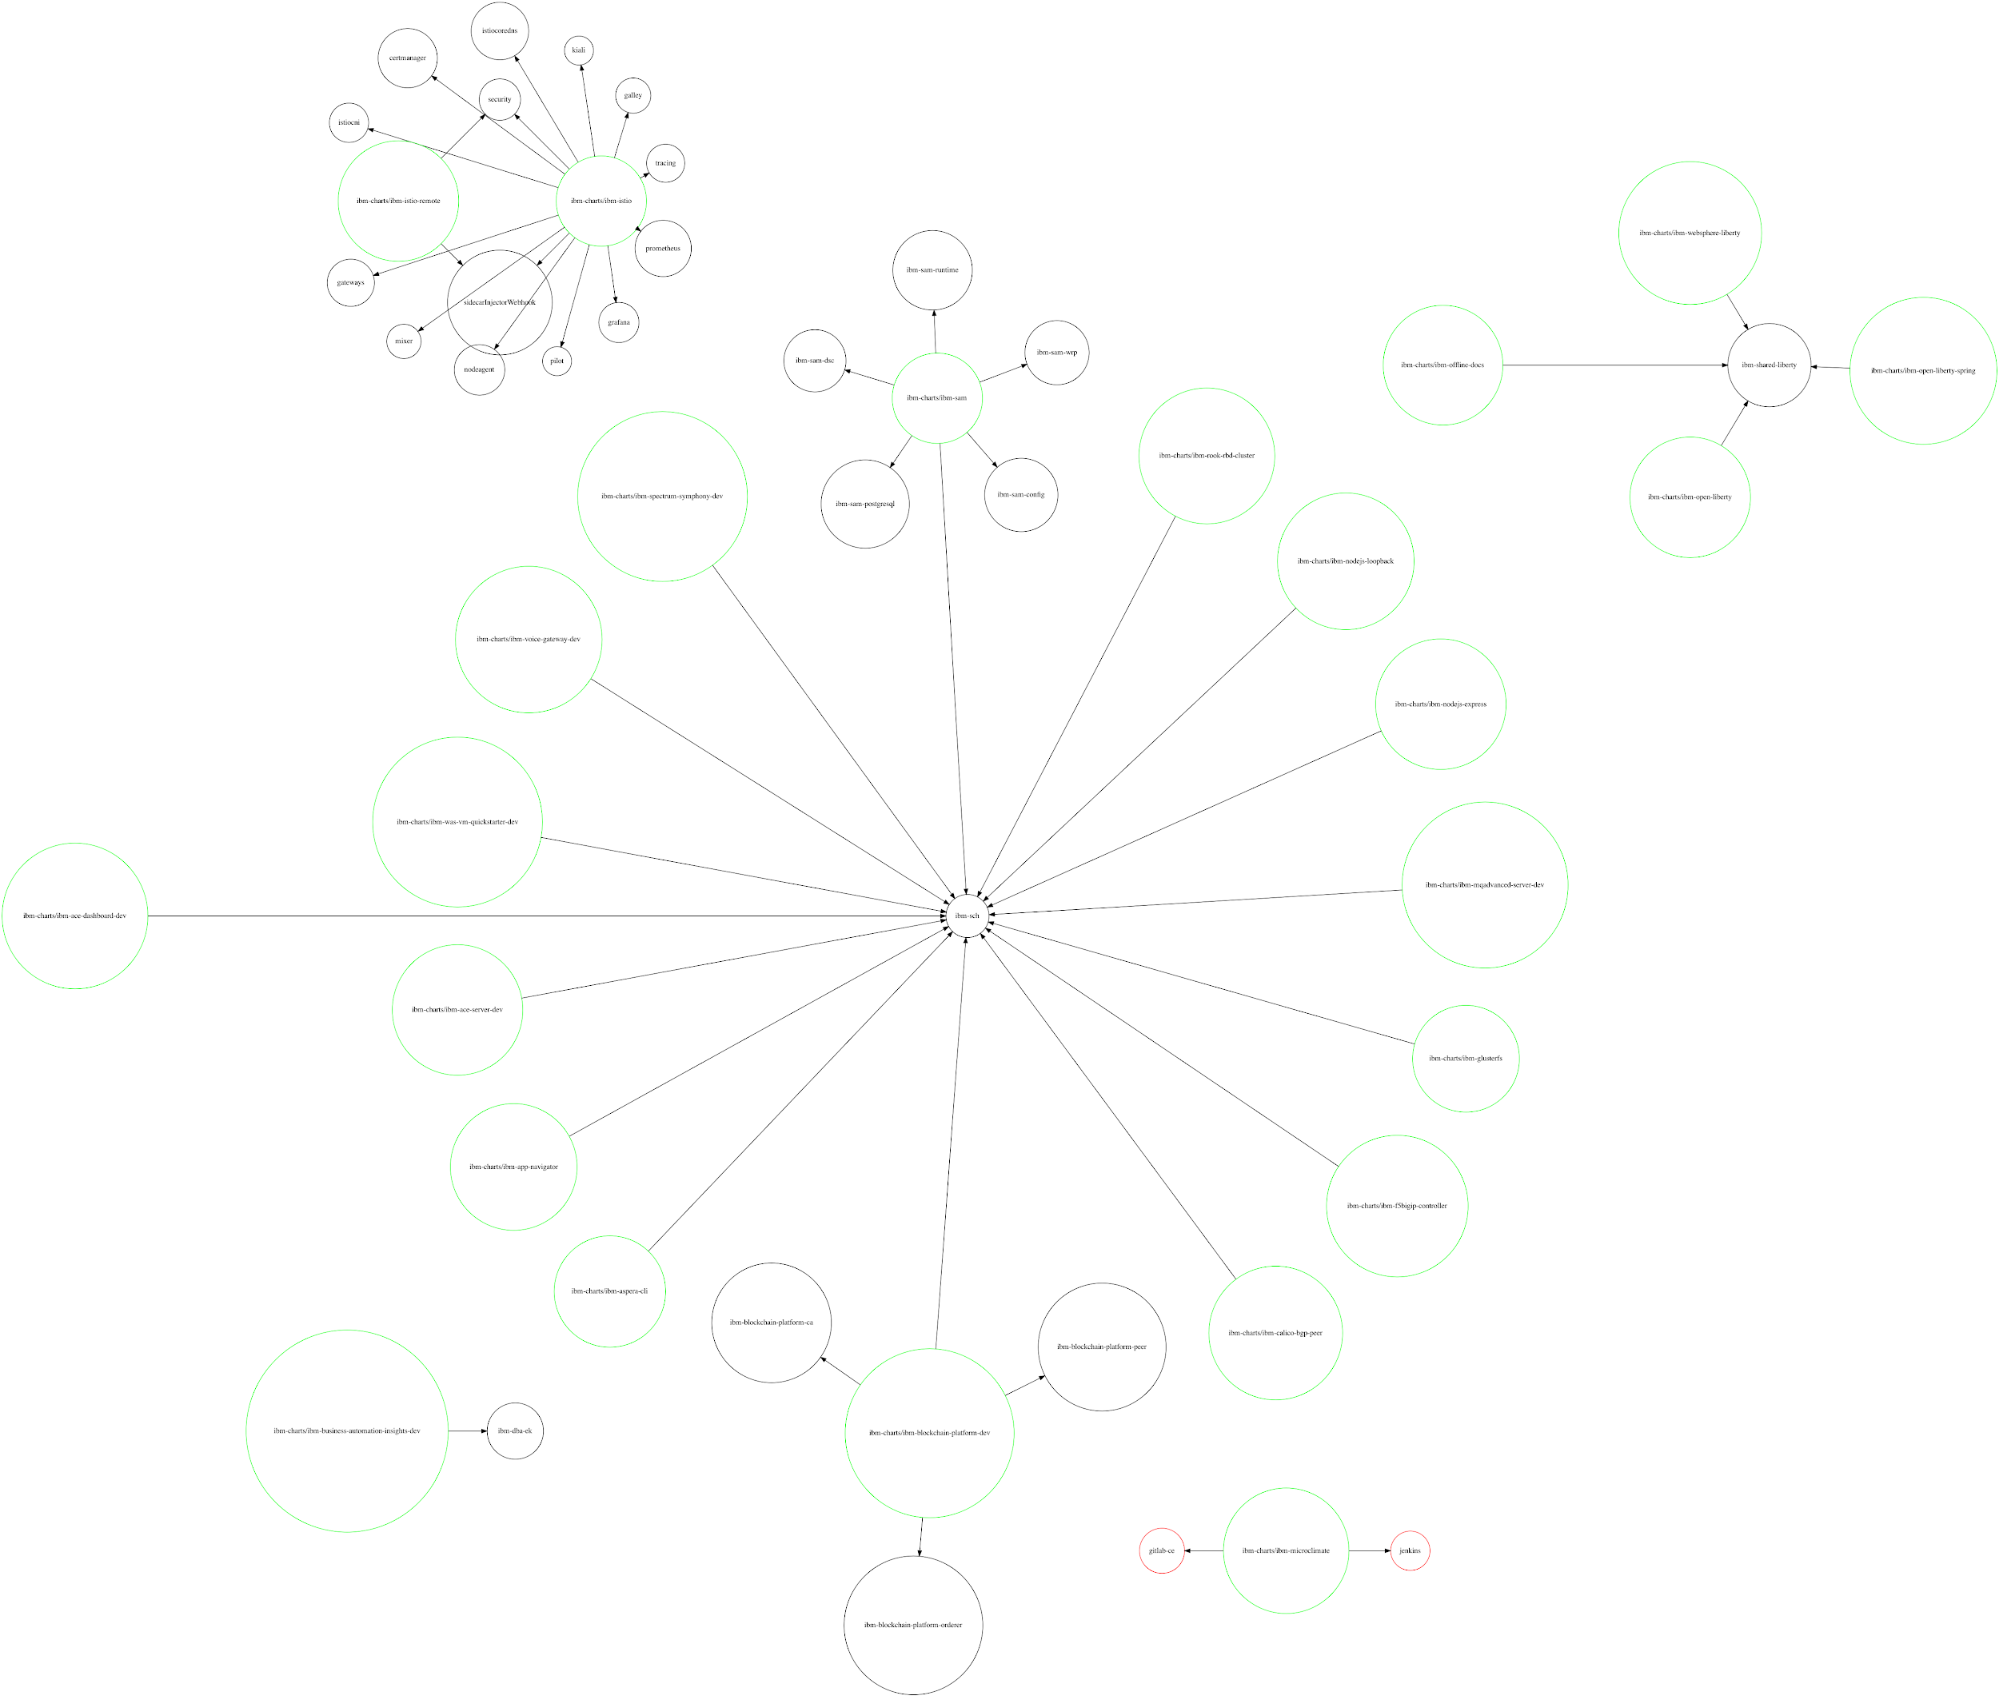 istiocoredns
kiali
certmanager
galley
security
istiocni
tracing
ibm-charts/ibm-istio-remote
ibm-charts/ibm-istio
ibm-charts/ibm-websphere-liberty
prometheus
ibm-sam-runtime
gateways
sidecarInjectorWebhook
grafana
mixer
ibm-sam-wrp
ibm-sam-dsc
pilot
nodeagent
ibm-charts/ibm-offline-docs
ibm-shared-liberty
ibm-charts/ibm-open-liberty-spring
ibm-charts/ibm-sam
ibm-charts/ibm-rook-rbd-cluster
ibm-charts/ibm-spectrum-symphony-dev
ibm-sam-config
ibm-charts/ibm-open-liberty
ibm-sam-postgresql
ibm-charts/ibm-nodejs-loopback
ibm-charts/ibm-voice-gateway-dev
ibm-charts/ibm-nodejs-express
ibm-charts/ibm-was-vm-quickstarter-dev
ibm-charts/ibm-mqadvanced-server-dev
ibm-charts/ibm-ace-dashboard-dev
ibm-sch
ibm-charts/ibm-ace-server-dev
ibm-charts/ibm-glusterfs
ibm-charts/ibm-app-navigator
ibm-charts/ibm-f5bigip-controller
ibm-charts/ibm-aspera-cli
ibm-blockchain-platform-ca
ibm-charts/ibm-calico-bgp-peer
ibm-blockchain-platform-peer
ibm-charts/ibm-business-automation-insights-dev
ibm-dba-ek
ibm-charts/ibm-blockchain-platform-dev
gitlab-ce
ibm-charts/ibm-microclimate
jenkins
ibm-blockchain-platform-orderer